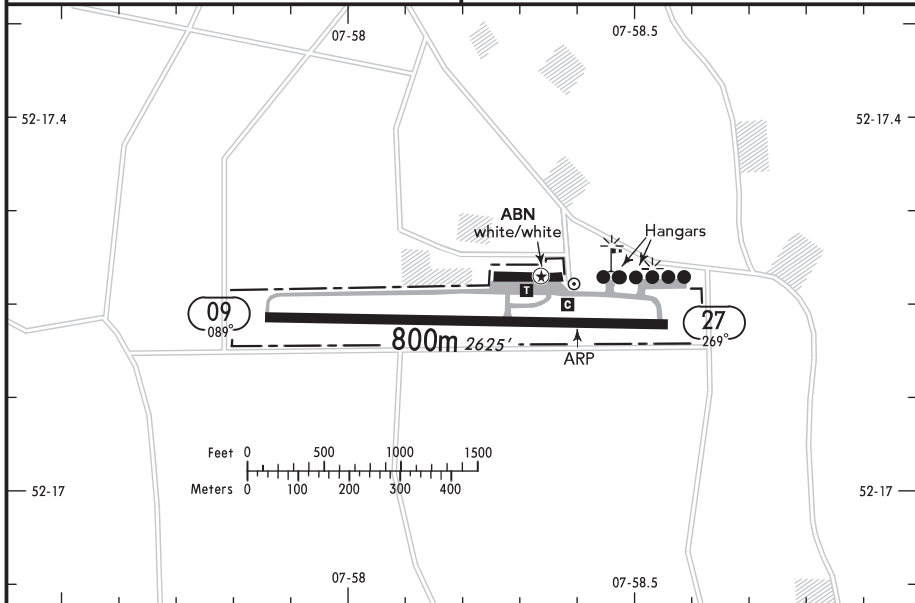 07-58
07-58.5
52-17.4
52-17.4
ABN
white/white
Hangars
T
C
09
089°
27
269°
800m 2625'
ARP
Feet 0 500 1000 1500
Meters 0 100 200 300 400
52-17
52-17
07-58
07-58.5